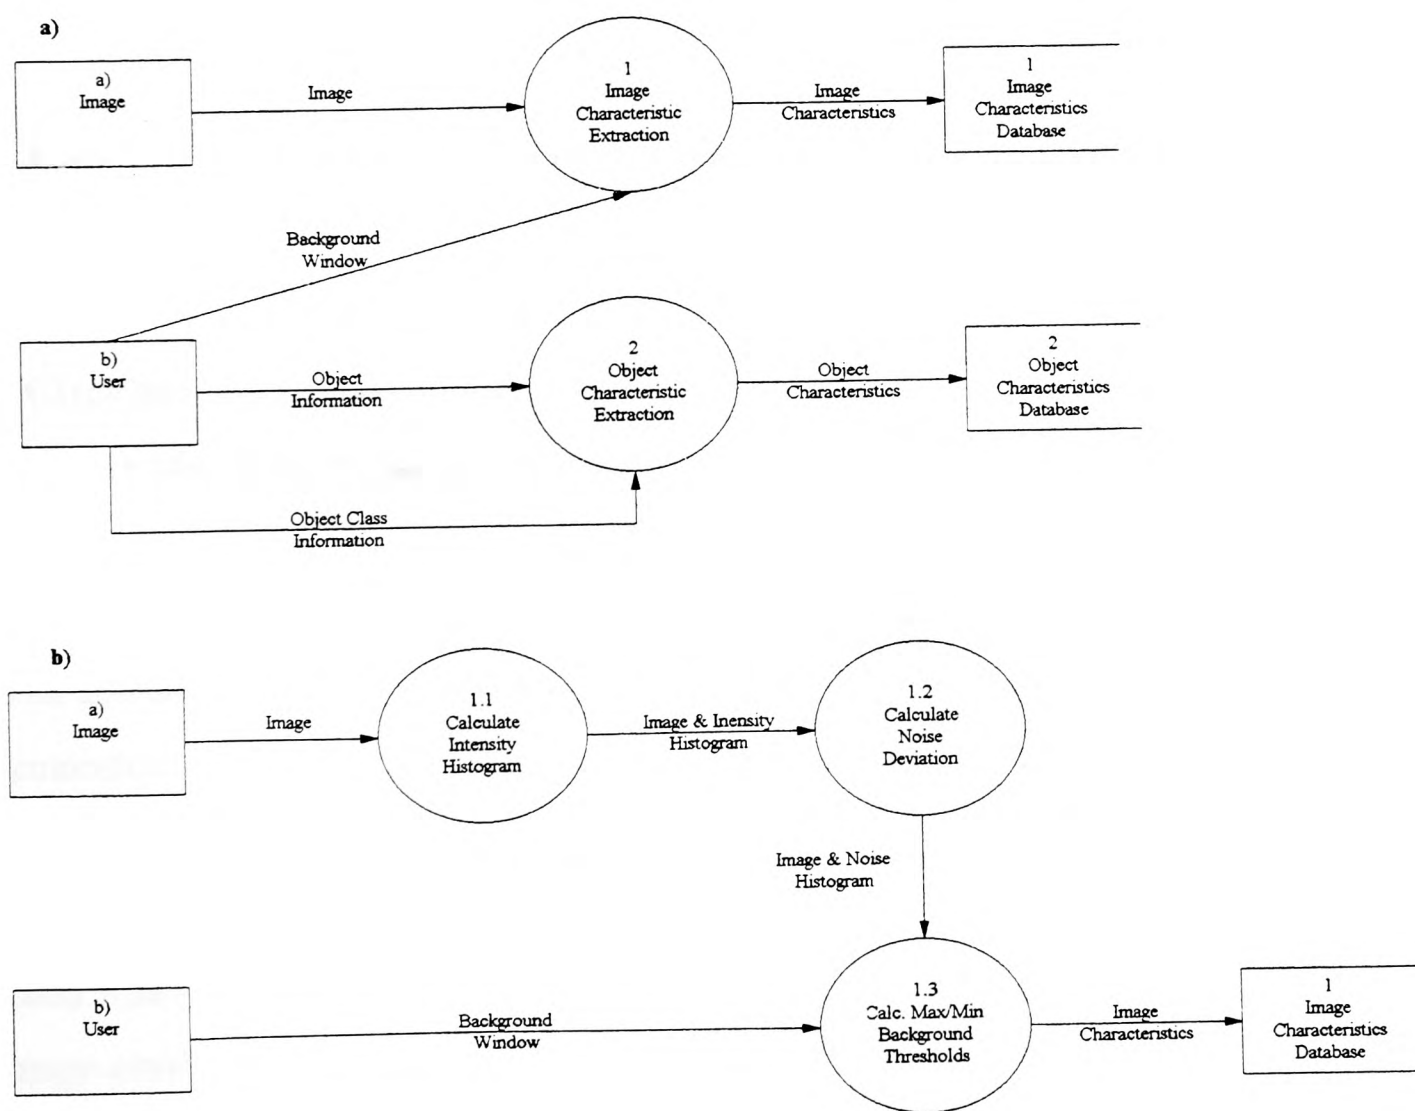 a)
a)
Image
Image
1
Image
Characteristic
Extraction
Image
Characteristics
1
Image
Characteristics
Database
Background
Window
b)
User
Object
Information
2
Object
Characteristic
Extraction
Object
Characteristics
2
Object
Characteristics
Database
Object Class
Information
b)
a)
Image
Image
1.1
Calculate
Intensity
Histogram
Image & Inensity
Histogram
1.2
Calculate
Noise
Deviation
Image & Noise
Histogram
b)
User
Background
Window
1.3
Calc. Max/Min
Background
Thresholds
Image
Characteristics
1
Image
Characteristics
Database